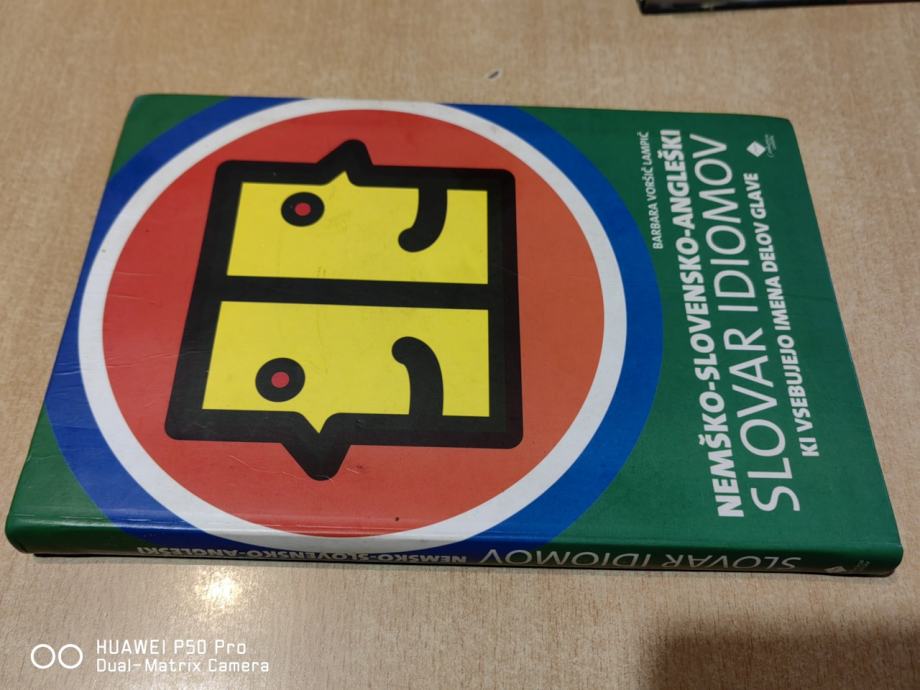 BARBARA VORŠIČ LAMPIČ
NEMŠKO-SLOVENSKO-ANGLEŠKI
SLOVAR IDIOMOV
KI VSEBUJEJO IMENA DELOV GLAVE
SLOVAR IDIOMOV NEMŠKO-SLOVENSKO-ANGLEŠKI
HUAWEI P50 Pro
Dual-Matrix Camera